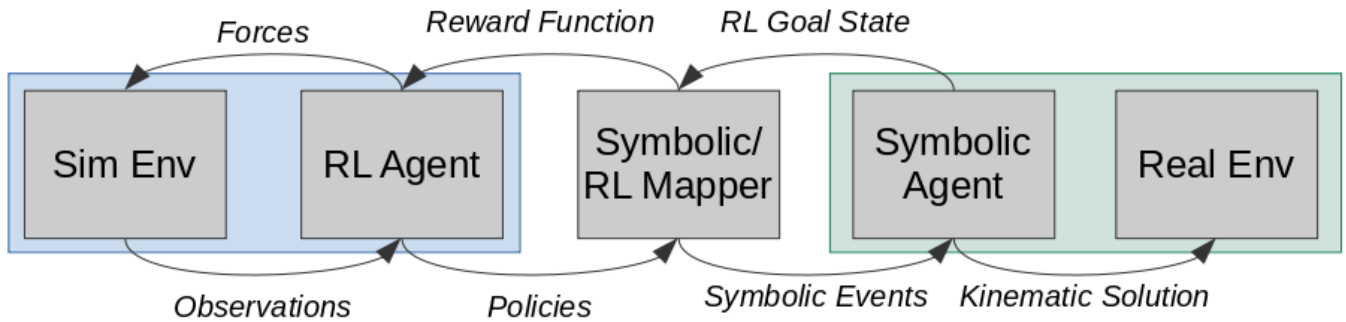 Forces
Reward Function
RL Goal State
Sim Env
RL Agent
Symbolic/
RL Mapper
Symbolic
Agent
Real Env
Observations
Policies
Symbolic Events
Kinematic Solution